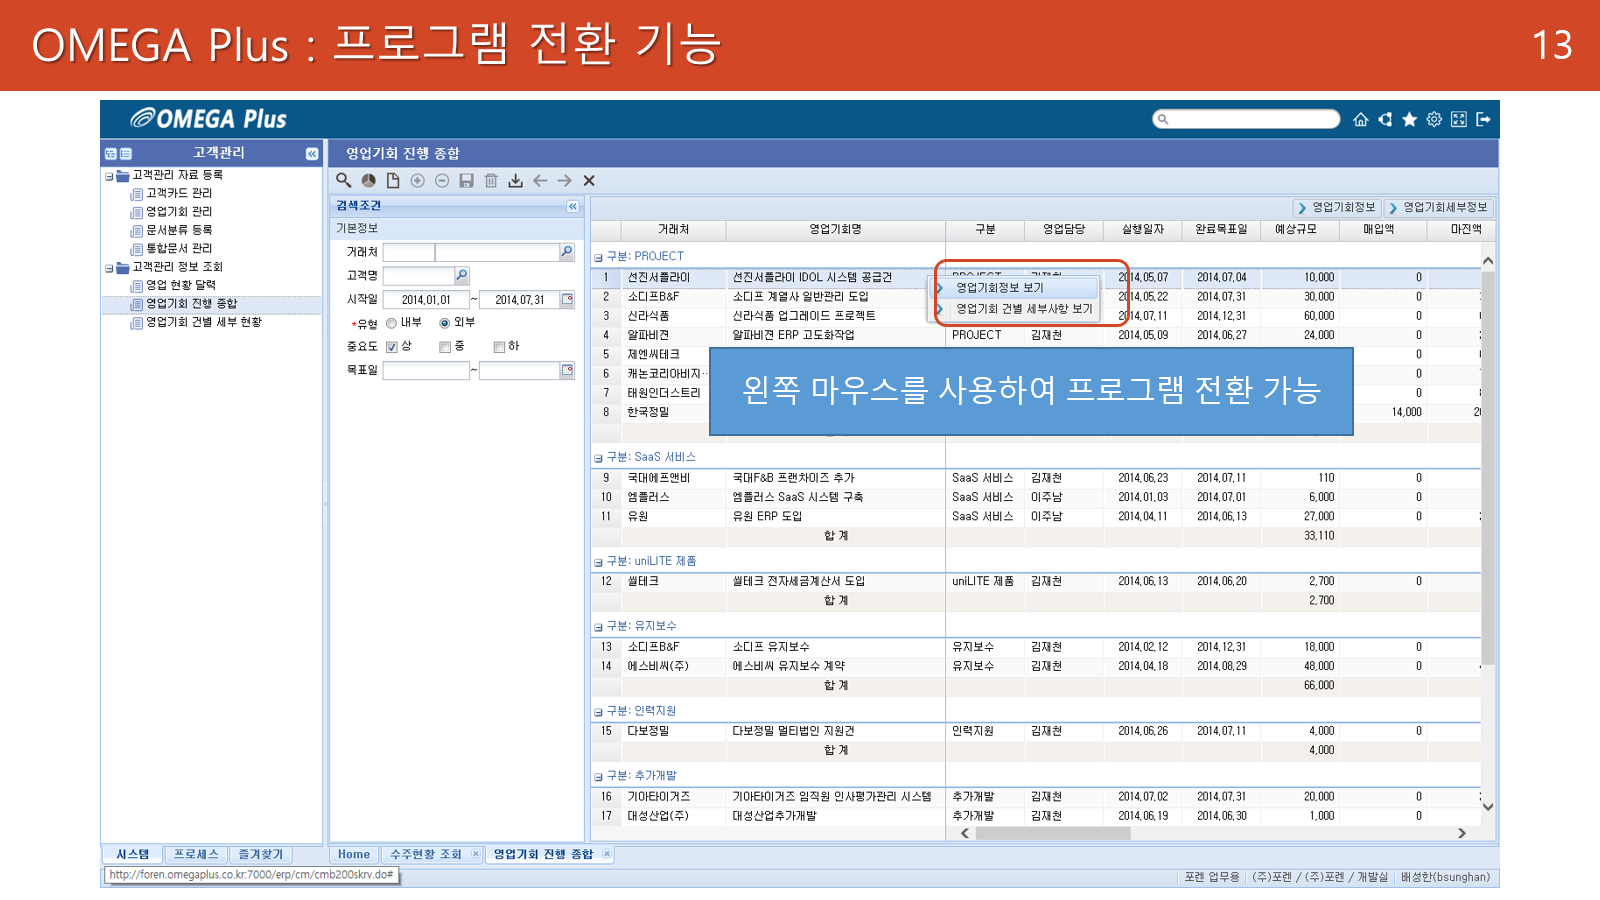 OMEGA Plus : 프로그램 전환 기능
13
OMEGA Plus
고객관리
영업기회 진행 종합
고객관리 자료 등록
고객카드 관리
영업기회 관리
문서분류 등록
통합문서 관리
고객관리 정보 조회
영업 현황 달력
영업기회 진행 종합
영업기회 건별 세부 현황
검색조건
기본정보
거래처
고객명
시작일 2014.01.01 ~ 2014.07.31
*유형 내부 외부
중요도 상 중 하
목표일 ~
영업기회정보 영업기회세부정보
거래처 영업기회명 구분 영업담당 실행일자 완료목표일 예상규모 매입액 마진액
구분: PROJECT
1 선진서플라이 선진서플라이 IDOL 시스템 공급건 2014.05.07 2014.07.04 10,000 0
영업기회정보 보기
2 소디프B&F 소디프 계열사 일반관리 도입 2014.05.22 2014.07.31 30,000 0
영업기회 건별 세부사항 보기
3 신라식품 신라식품 업그레이드 프로젝트 2014.07.11 2014.12.31 60,000 0
4 알파비젼 알파비젼 ERP 고도화작업 PROJECT 김재천 2014.05.09 2014.06.27 24,000 0
5 제엔씨테크 0
6 캐논코리아비지… 0
7 태원인더스트리 0
8 한국정밀 14,000
왼쪽 마우스를 사용하여 프로그램 전환 가능
구분: SaaS 서비스
9 국대에프앤비 국대F&B 프랜차이즈 추가 SaaS 서비스 김재천 2014.06.23 2014.07.11 110 0
10 엠플러스 엠플러스 SaaS 시스템 구축 SaaS 서비스 이주남 2014.01.03 2014.07.01 6,000 0
11 유원 유원 ERP 도입 SaaS 서비스 이주남 2014.04.11 2014.06.13 27,000 0
합 계 33,110
구분: uniLITE 제품
12 씰테크 씰테크 전자세금계산서 도입 uniLITE 제품 김재천 2014.06.13 2014.06.20 2,700 0
합 계 2,700
구분: 유지보수
13 소디프B&F 소디프 유지보수 유지보수 김재천 2014.02.12 2014.12.31 18,000 0
14 에스비씨(주) 에스비씨 유지보수 계약 유지보수 김재천 2014.04.18 2014.08.29 48,000 0
합 계 66,000
구분: 인력지원
15 다보정밀 다보정밀 멀티법인 지원건 인력지원 김재천 2014.06.26 2014.07.11 4,000 0
합 계 4,000
구분: 추가개발
16 기아타이거즈 기아타이거즈 임직원 인사평가관리 시스템 추가개발 김재천 2014.07.02 2014.07.31 20,000 0
17 대성산업(주) 대성산업추가개발 추가개발 김재천 2014.06.19 2014.06.30 1,000 0
시스템 프로세스 즐겨찾기
Home 수주현황 조회 영업기회 진행 종합
http://foren.omegaplus.co.kr:7000/erp/cm/cmb200skrv.do#
포렌 업무용 (주)포렌 / (주)포렌 / 개발실 배성한(bsunghan)